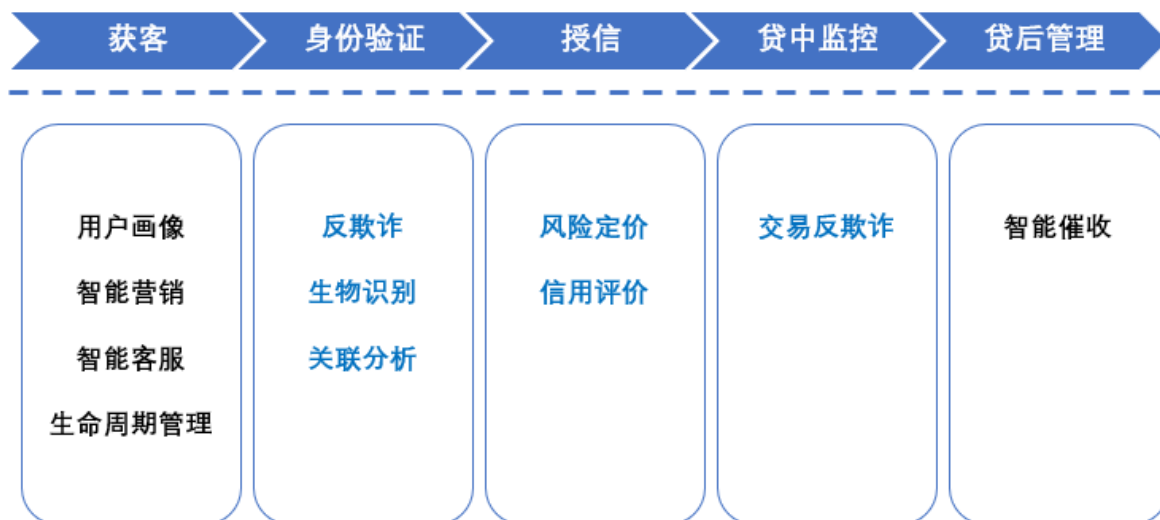 获客
身份验证
授信
贷中监控
贷后管理
用户画像
智能营销
智能客服
生命周期管理
反欺诈
生物识别
关联分析
风险定价
信用评价
交易反欺诈
智能催收